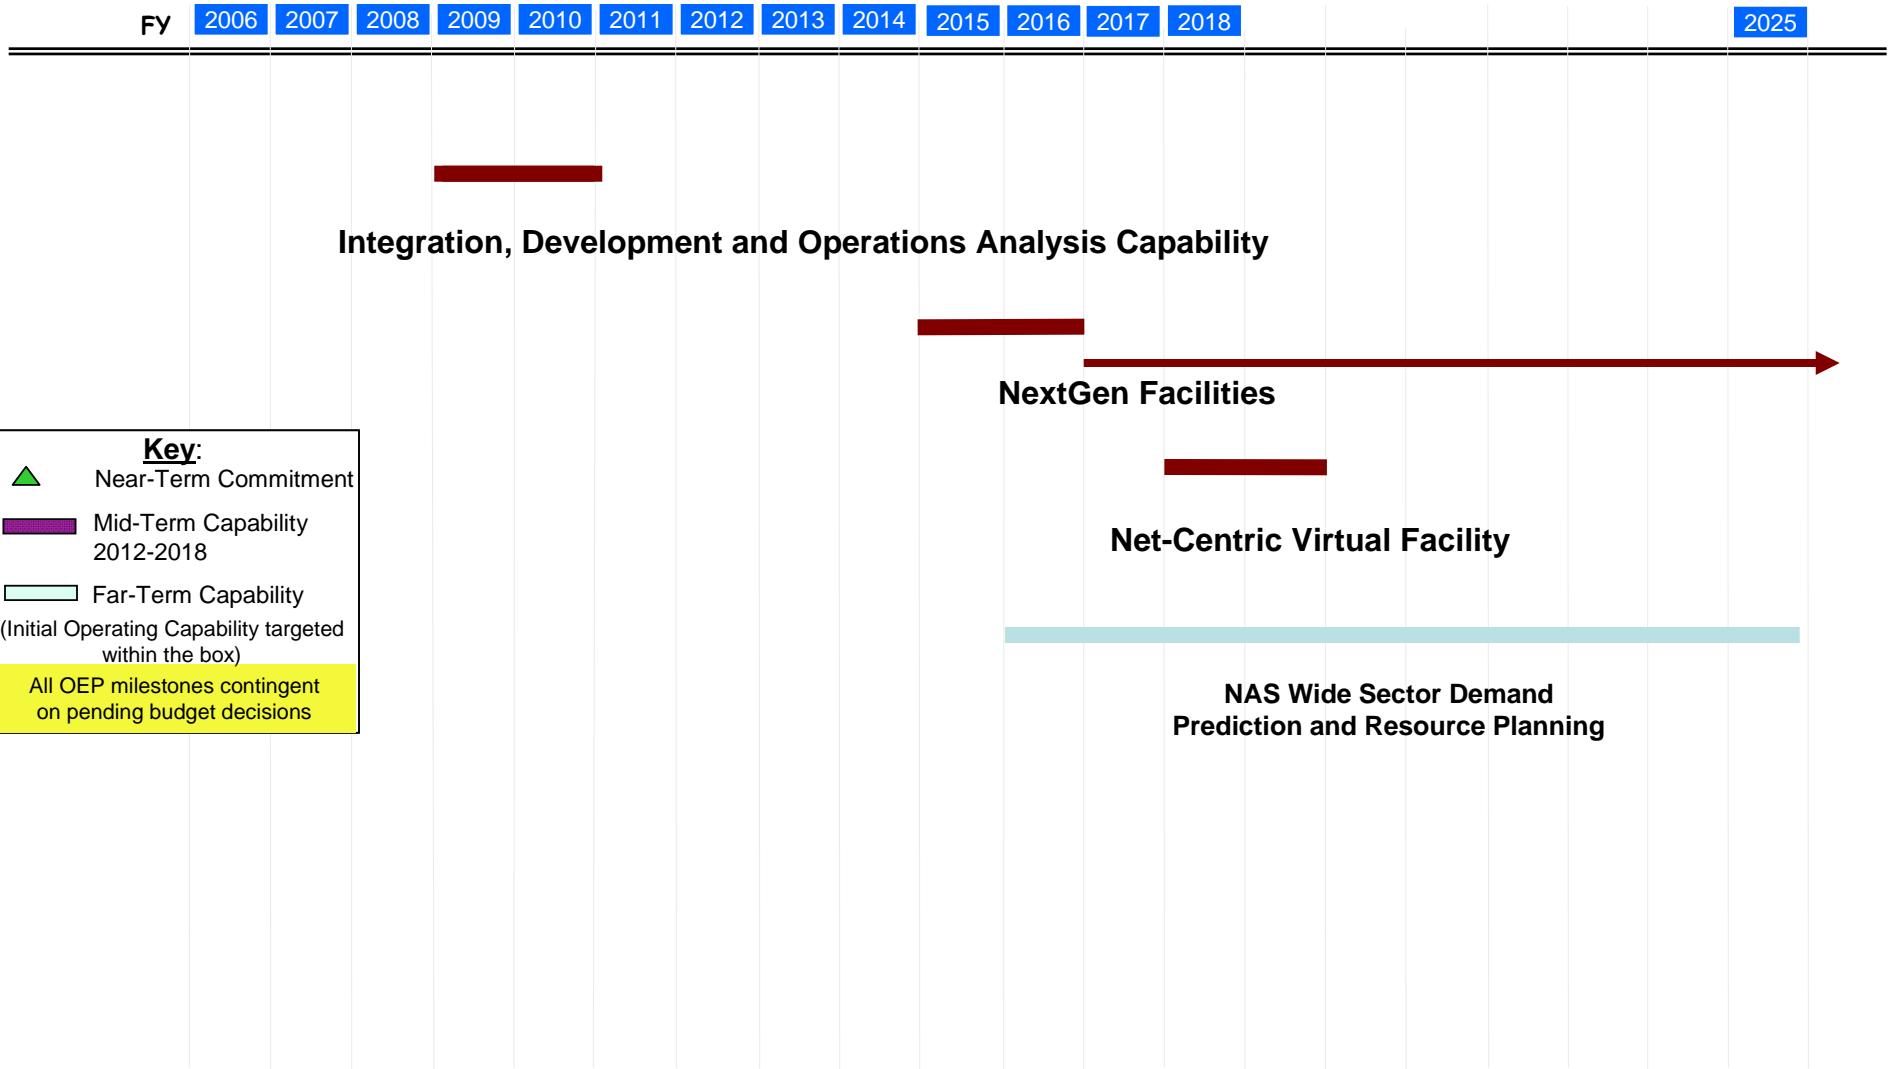 FY 2006 2007 2008 2009 2010 2011 2012 2013 2014 2015 2016 2017 2018 2025
Integration, Development and Operations Analysis Capability
NextGen Facilities
Key:
Near-Term Commitment
Mid-Term Capability
2012-2018
Far-Term Capability
(Initial Operating Capability targeted
within the box)
All OEP milestones contingent
on pending budget decisions
Net-Centric Virtual Facility
NAS Wide Sector Demand
Prediction and Resource Planning